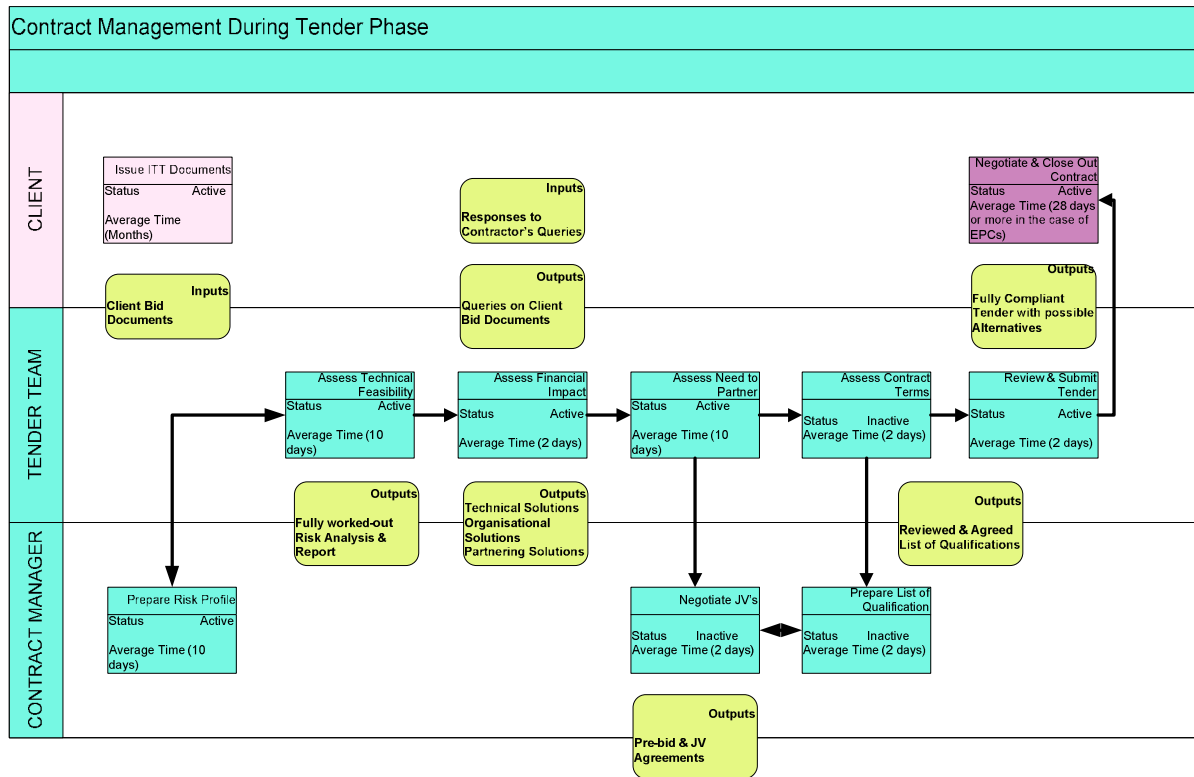 Contract Management During Tender Phase
CLIENT
Issue ITT Documents
Status Active
Average Time
(Months)
Inputs
Responses to
Contractor's Queries
Negotiate & Close Out
Contract
Status Active
Average Time (28 days
or more in the case of
EPCs)
Inputs
Client Bid
Documents
Outputs
Queries on Client
Bid Documents
Outputs
Fully Compliant
Tender with possible
Alternatives
TENDER TEAM
Assess Technical
Feasibility
Status Active
Average Time (10
days)
Assess Financial
Impact
Status Active
Average Time (2 days)
Assess Need to
Partner
Status Active
Average Time (10
days)
Assess Contract
Terms
Status Inactive
Average Time (2 days)
Review & Submit
Tender
Status Active
Average Time (2 days)
Outputs
Fully worked-out
Risk Analysis &
Report
Outputs
Technical Solutions
Organisational
Solutions
Partnering Solutions
Outputs
Reviewed & Agreed
List of Qualifications
CONTRACT MANAGER
Prepare Risk Profile
Status Active
Average Time (10
days)
Negotiate JV's
Status Inactive
Average Time (2 days)
Prepare List of
Qualification
Status Inactive
Average Time (2 days)
Outputs
Pre-bid & JV
Agreements